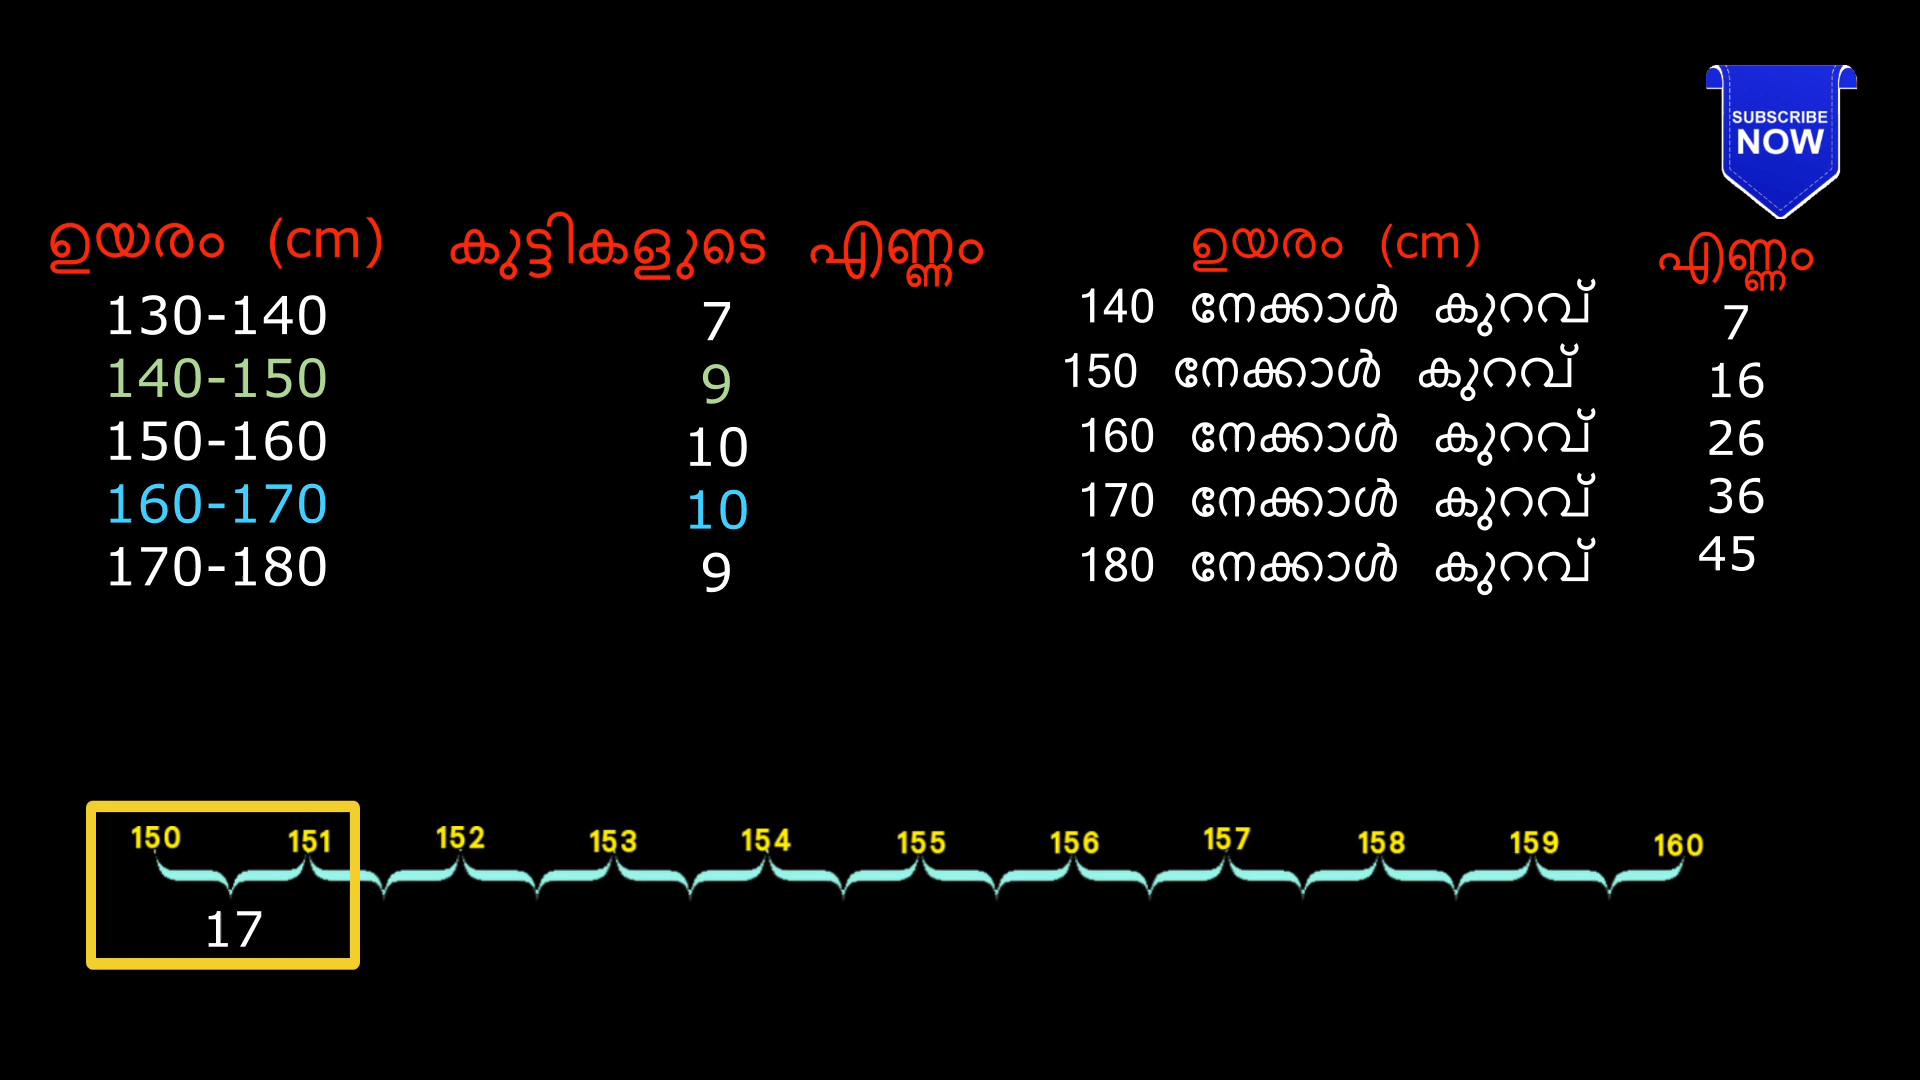 SUBSCRIBE
NOW
ഉയരം (cm) കുട്ടികളുടെ എണ്ണം
130-140 7
140-150 9
150-160 10
160-170 10
170-180 9
ഉയരം (cm) എണ്ണം
140 നേക്കാൾ കുറവ് 7
150 നേക്കാൾ കുറവ് 16
160 നേക്കാൾ കുറവ് 26
170 നേക്കാൾ കുറവ് 36
180 നേക്കാൾ കുറവ് 45
150 151 152 153 154 155 156 157 158 159 160
17